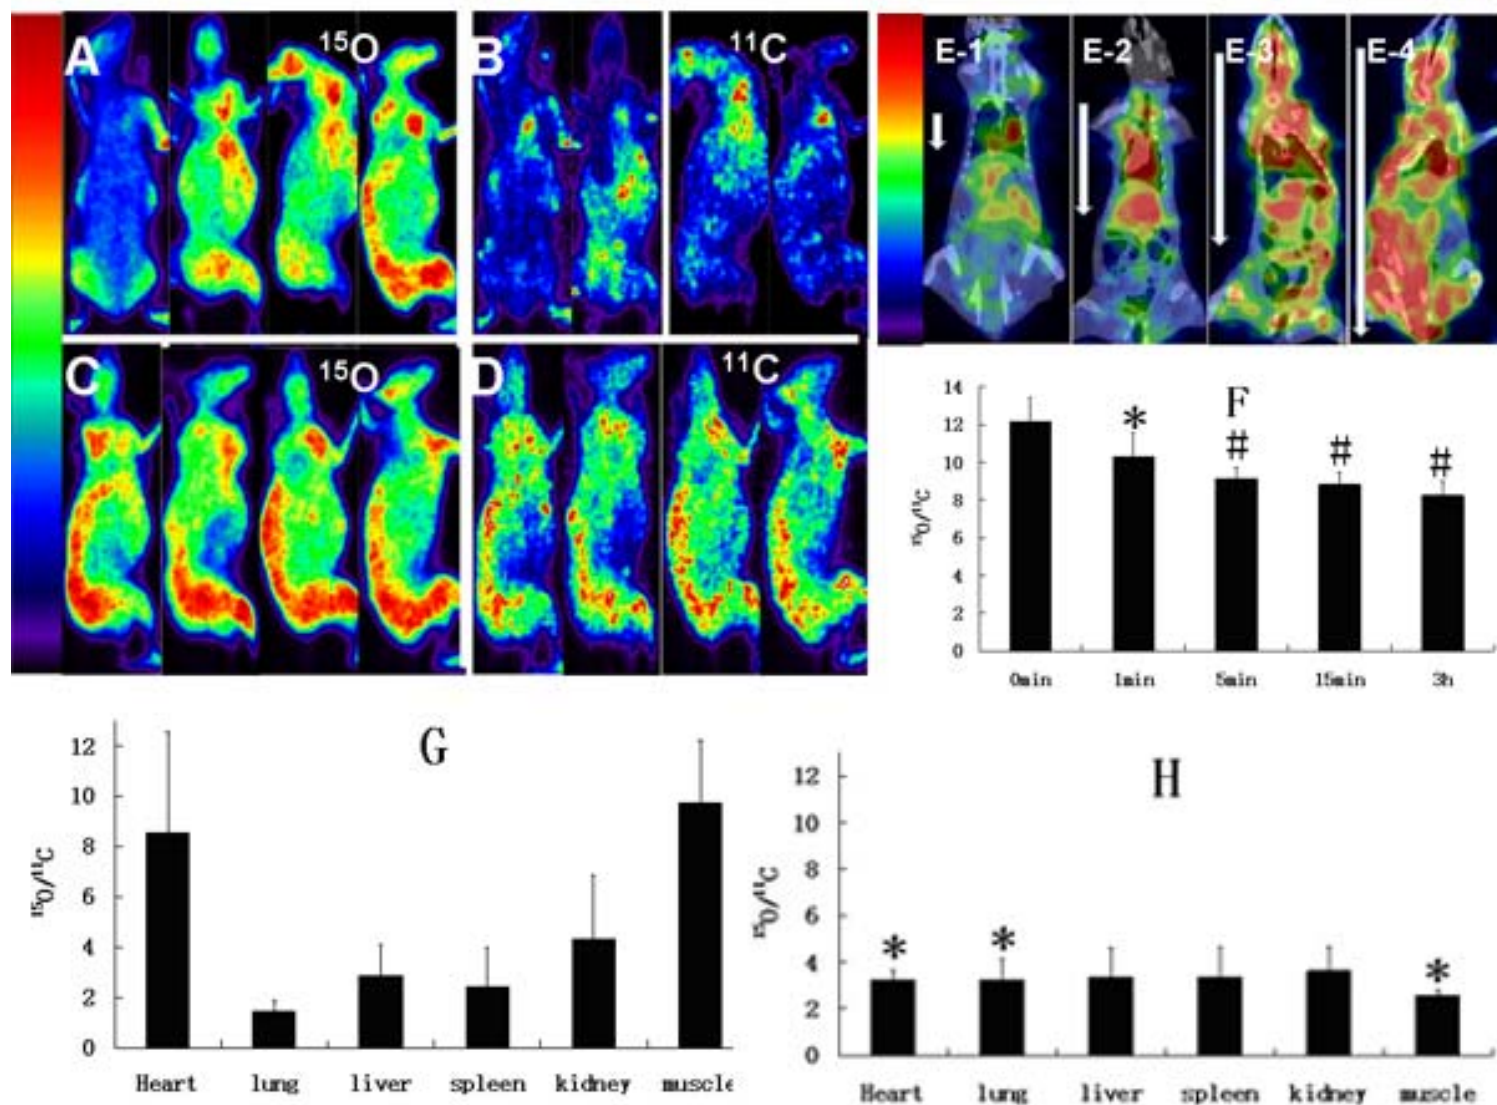 A ¹⁵O
B ¹¹C
E-1 E-2 E-3 E-4
C ¹⁵O
D ¹¹C
F
¹⁵O/¹¹C
14
12
10
8
6
4
2
0
* # # #
0min 1min 5min 15min 3h
G
¹⁵O/¹¹C
12
10
8
6
4
2
0
Heart lung liver spleen kidney muscle
H
¹⁵O/¹¹C
12
10
8
6
4
2
0
* * *
Heart lung liver spleen kidney muscle